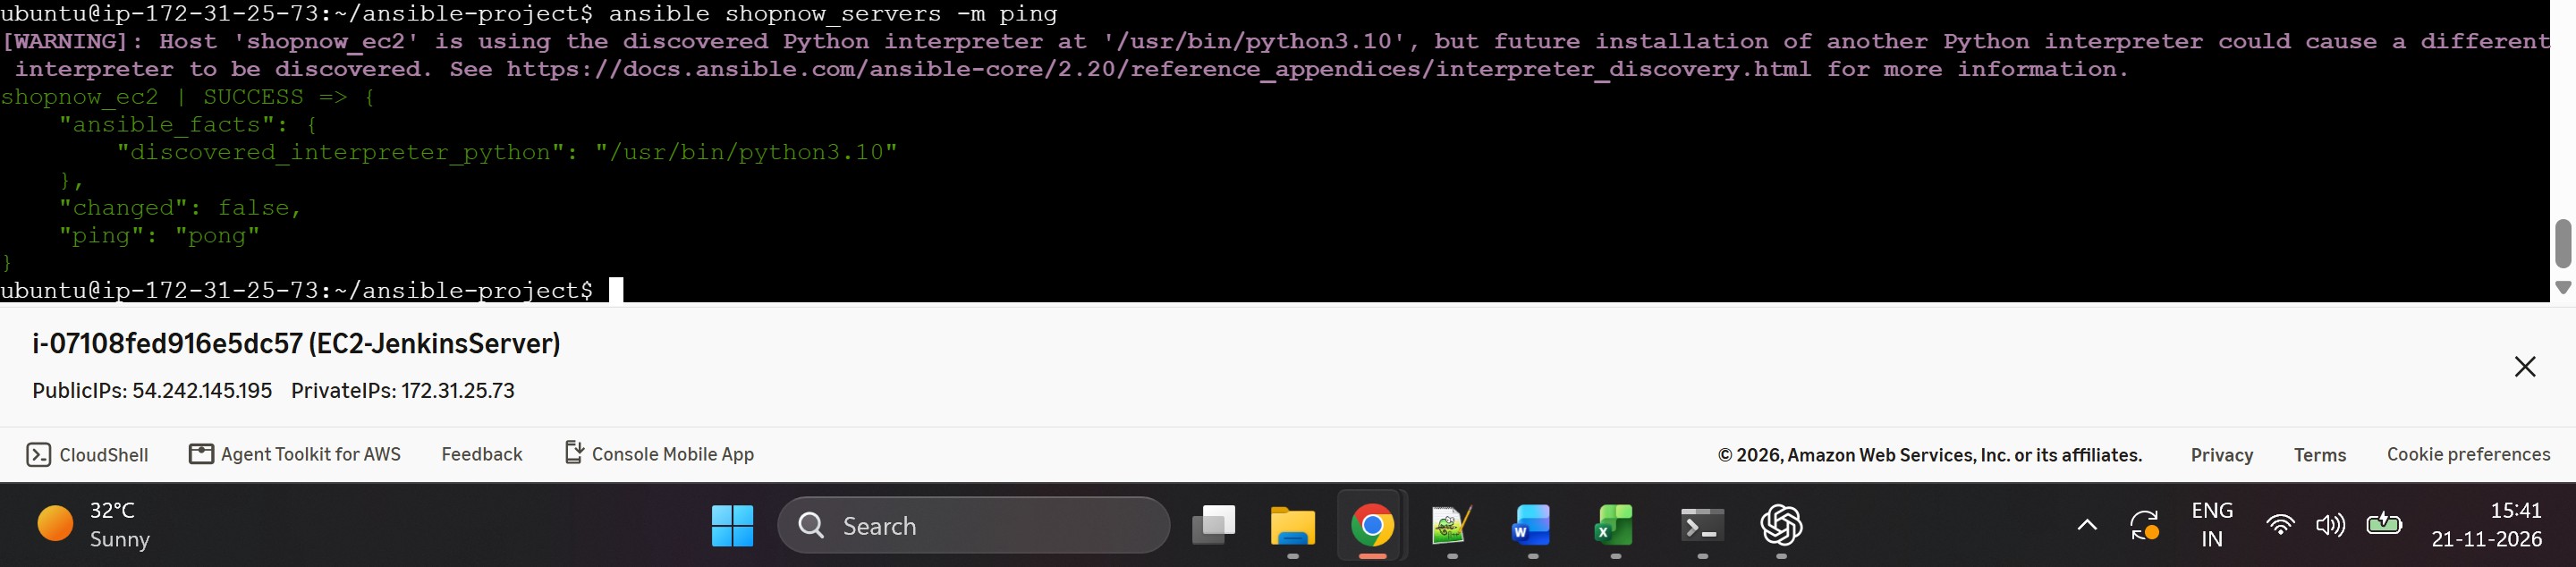 ubuntu@ip-172-31-25-73:~/ansible-project$ ansible shopnow_servers -m ping
[WARNING]: Host 'shopnow_ec2' is using the discovered Python interpreter at '/usr/bin/python3.10', but future installation of another Python interpreter could cause a different
 interpreter to be discovered. See https://docs.ansible.com/ansible-core/2.20/reference_appendices/interpreter_discovery.html for more information.
shopnow_ec2 | SUCCESS => {
    "ansible_facts": {
        "discovered_interpreter_python": "/usr/bin/python3.10"
    },
    "changed": false,
    "ping": "pong"
}
ubuntu@ip-172-31-25-73:~/ansible-project$
i-07108fed916e5dc57 (EC2-JenkinsServer)
PublicIPs: 54.242.145.195 PrivateIPs: 172.31.25.73
CloudShell Agent Toolkit for AWS Feedback Console Mobile App © 2026, Amazon Web Services, Inc. or its affiliates. Privacy Terms Cookie preferences
32°C
Sunny
Search
W
X
ENG
IN
15:41
21-11-2026